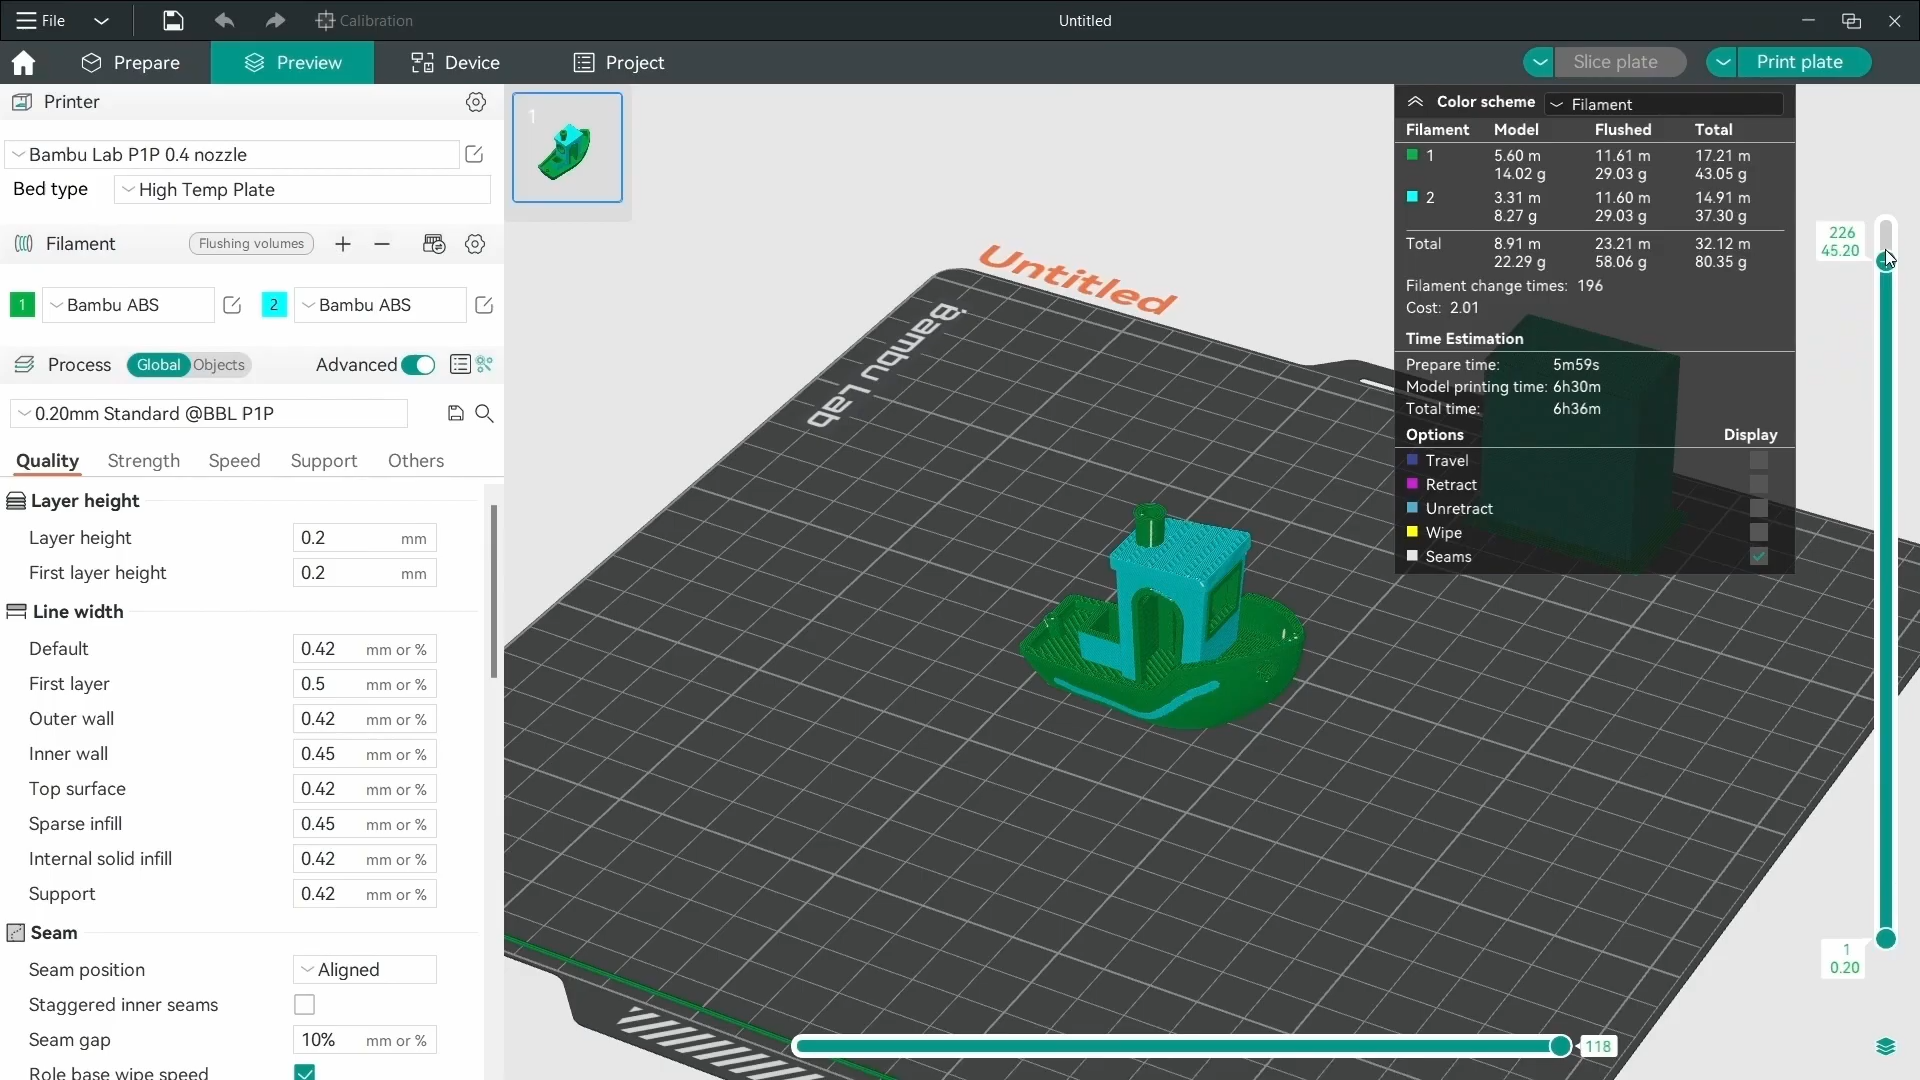 File
Calibration
Untitled
Prepare
Preview
Device
Project
Slice plate
Print plate
Printer
Bambu Lab P1P 0.4 nozzle
Bed type
High Temp Plate
Filament
Flushing volumes
1
Bambu ABS
2
Bambu ABS
Process
Global
Objects
Advanced
0.20mm Standard @BBL P1P
Quality
Strength
Speed
Support
Others
Layer height
Layer height 0.2 mm
First layer height 0.2 mm
Line width
Default 0.42 mm or %
First layer 0.5 mm or %
Outer wall 0.42 mm or %
Inner wall 0.45 mm or %
Top surface 0.42 mm or %
Sparse infill 0.45 mm or %
Internal solid infill 0.42 mm or %
Support 0.42 mm or %
Seam
Seam position Aligned
Staggered inner seams
Seam gap 10% mm or %
Role base wipe speed
1
Untitled
Bambu Lab
Color scheme Filament
Filament Model Flushed Total
1 5.60 m 11.61 m 17.21 m
14.02 g 29.03 g 43.05 g
2 3.31 m 11.60 m 14.91 m
8.27 g 29.03 g 37.30 g
Total 8.91 m 23.21 m 32.12 m
22.29 g 58.06 g 80.35 g
Filament change times: 196
Cost: 2.01
Time Estimation
Prepare time: 5m59s
Model printing time: 6h30m
Total time: 6h36m
Options Display
Travel
Retract
Unretract
Wipe
Seams
226
45.20
1
0.20
118